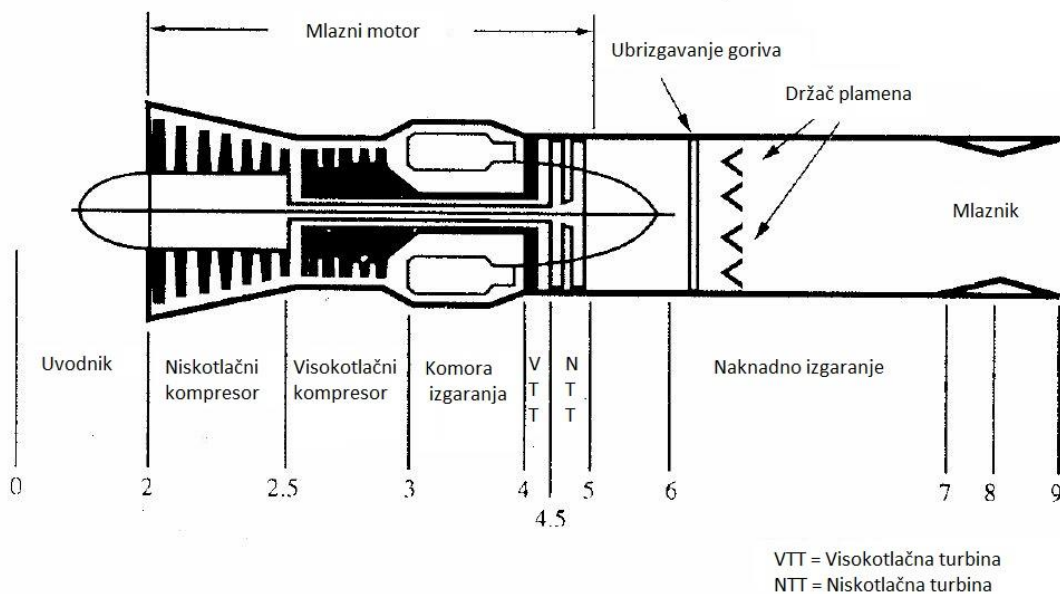 Mlazni motor
Ubrizgavanje goriva
Držač plamena
Mlaznik
Uvodnik
Niskotlačni
kompresor
Visokotlačni
kompresor
Komora
izgaranja
V
T
T
N
T
T
Naknadno izgaranje
0
2
2.5
3
4
4.5
5
6
7
8
9
VTT = Visokotlačna turbina
NTT = Niskotlačna turbina